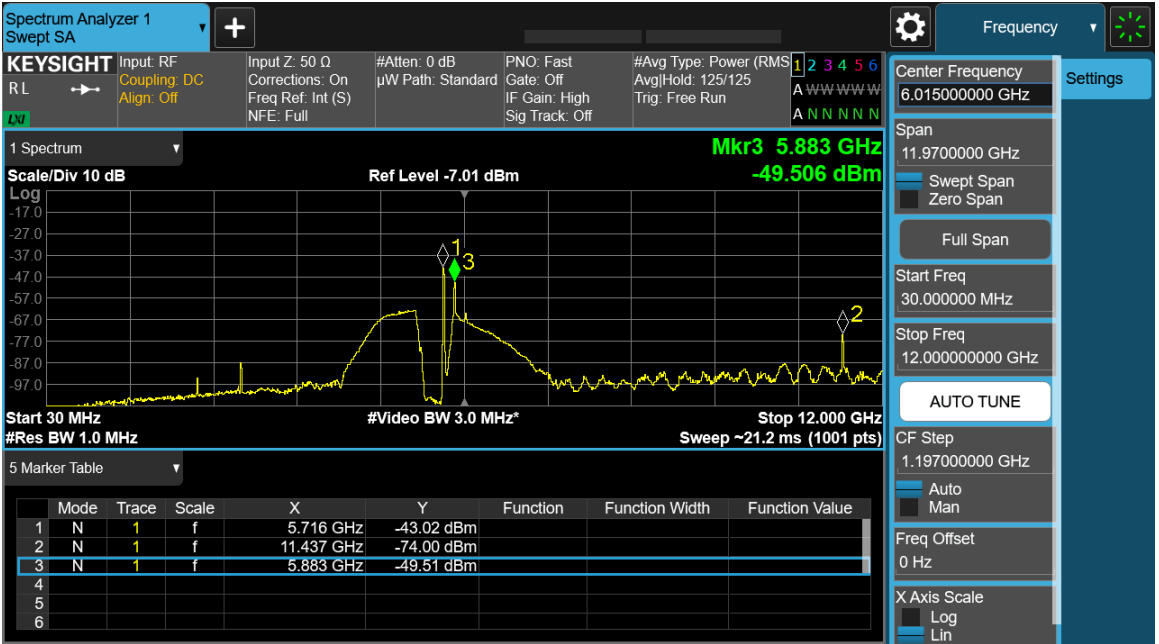 Spectrum Analyzer 1
Swept SA
+
Frequency
KEYSIGHT
RL
LXI
Input: RF
Coupling: DC
Align: Off
Input Z: 50 Ω
Corrections: On
Freq Ref: Int (S)
NFE: Full
#Atten: 0 dB
µW Path: Standard
PNO: Fast
Gate: Off
IF Gain: High
Sig Track: Off
#Avg Type: Power (RMS
Avg|Hold: 125/125
Trig: Free Run
1 2 3 4 5 6
A W W W W W
A N N N N N
1 Spectrum
Mkr3 5.883 GHz
-49.506 dBm
Scale/Div 10 dB
Ref Level -7.01 dBm
Log
-17.0
-27.0
-37.0
-47.0
-57.0
-67.0
-77.0
-87.0
-97.0
1
3
2
Start 30 MHz
#Video BW 3.0 MHz*
Stop 12.000 GHz
#Res BW 1.0 MHz
Sweep ~21.2 ms (1001 pts)
5 Marker Table
Mode Trace Scale X Y Function Function Width Function Value
1 N 1 f 5.716 GHz -43.02 dBm
2 N 1 f 11.437 GHz -74.00 dBm
3 N 1 f 5.883 GHz -49.51 dBm
4
5
6
Center Frequency
6.015000000 GHz
Settings
Span
11.9700000 GHz
Swept Span
Zero Span
Full Span
Start Freq
30.000000 MHz
Stop Freq
12.000000000 GHz
AUTO TUNE
CF Step
1.197000000 GHz
Auto
Man
Freq Offset
0 Hz
X Axis Scale
Log
Lin